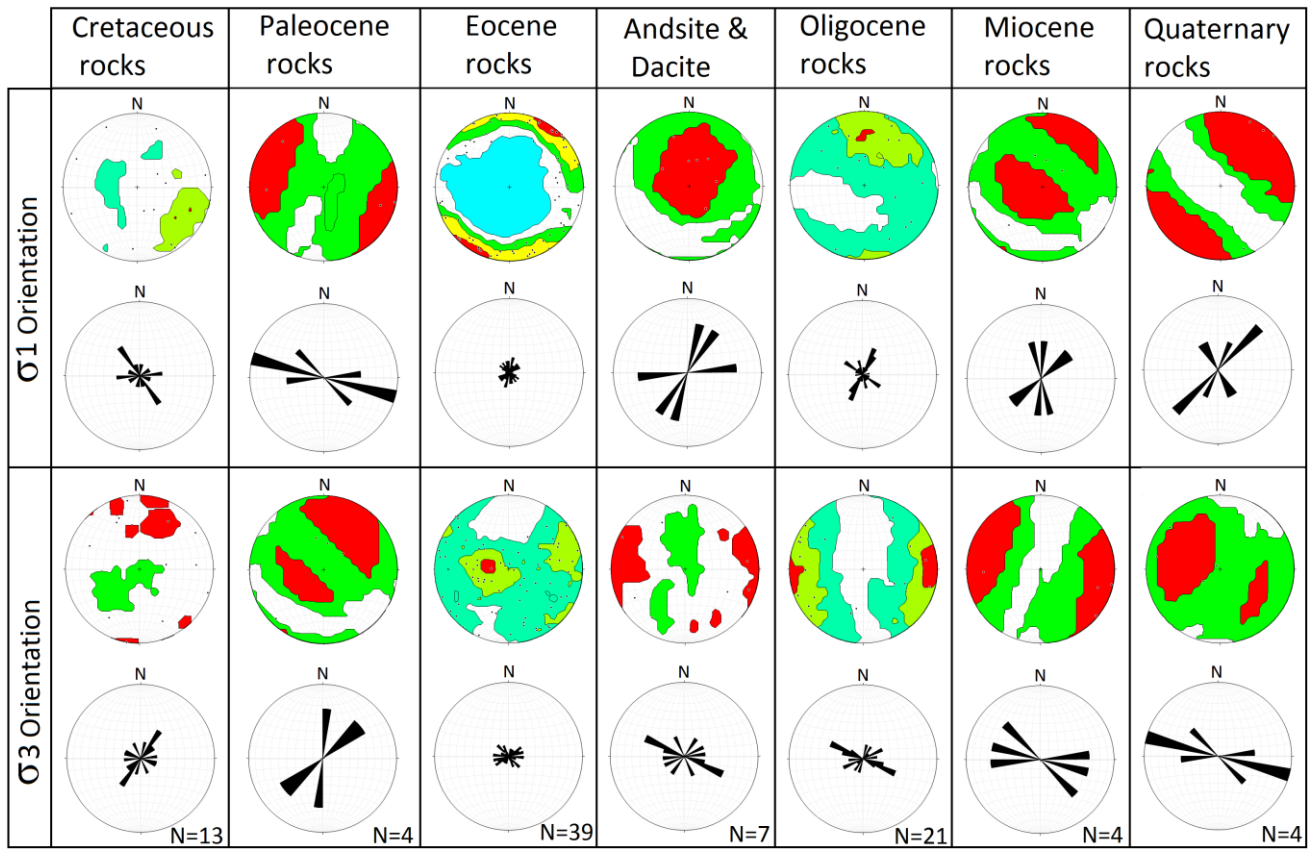 Cretaceous
rocks
Paleocene
rocks
Eocene
rocks
Andsite &
Dacite
Oligocene
rocks
Miocene
rocks
Quaternary
rocks
σ1 Orientation
N
N
N
N
N
N
N
N
N
N
N
N
N
N
σ3 Orientation
N
N
N
N
N
N
N
N
N
N
N
N
N
N
N=13
N=4
N=39
N=7
N=21
N=4
N=4